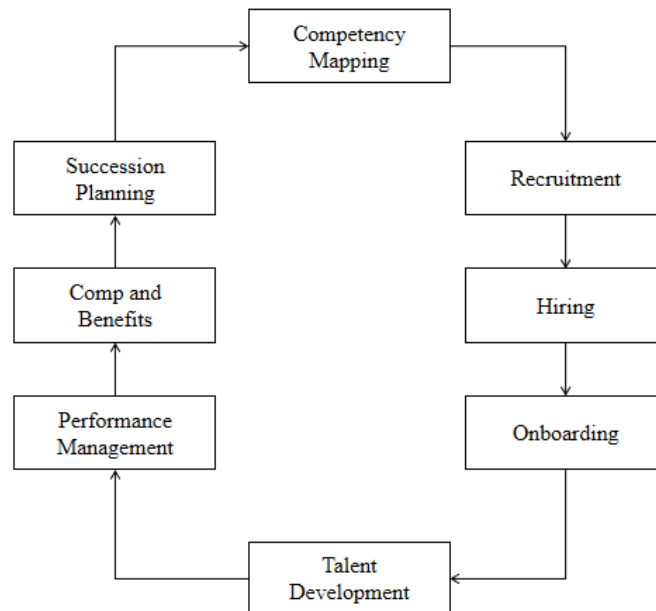 Competency
Mapping
Recruitment
Hiring
Onboarding
Talent
Development
Performance
Management
Comp and
Benefits
Succession
Planning